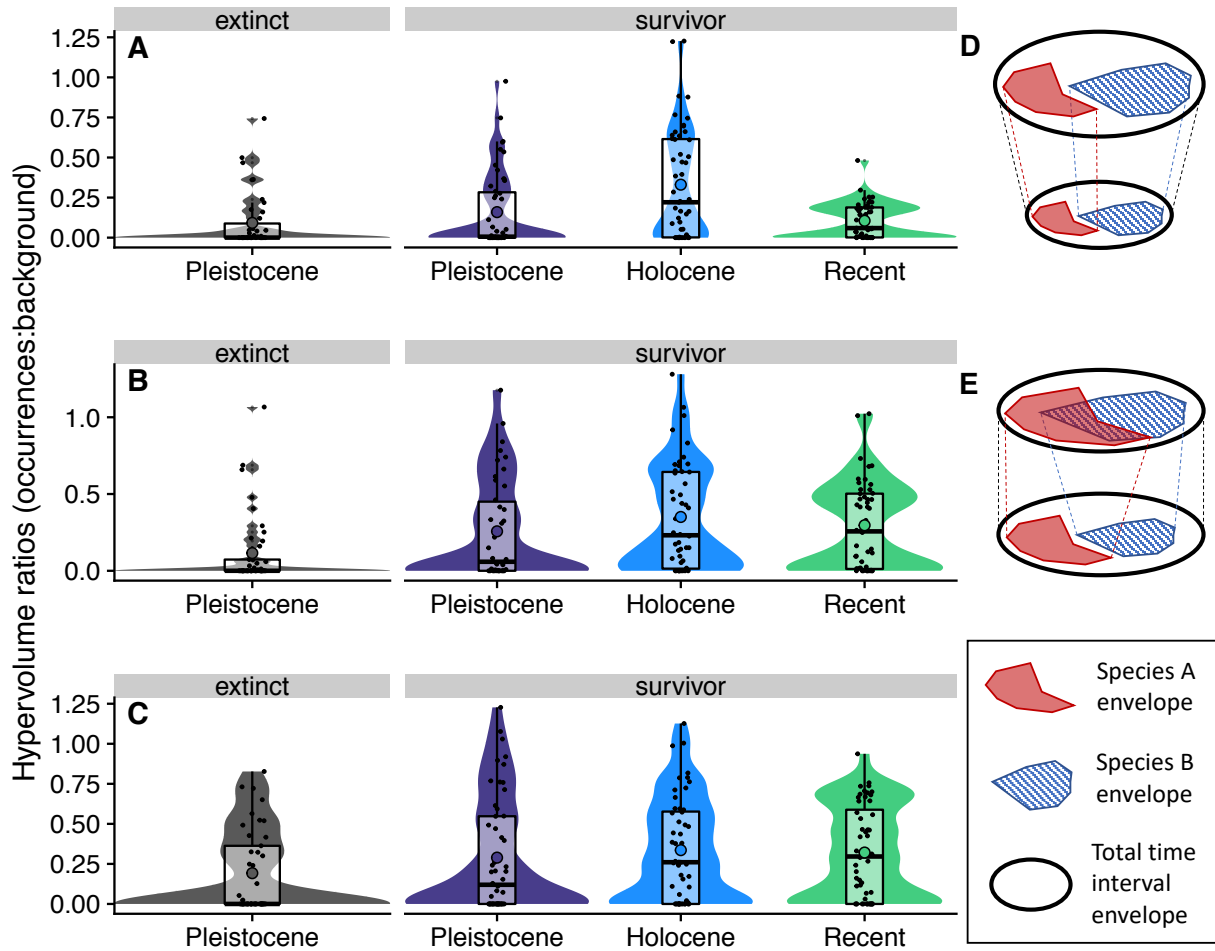 Hypervolume ratios (occurrences:background)
extinct
survivor
A
1.25
1.00
0.75
0.50
0.25
0.00
Pleistocene
Pleistocene
Holocene
Recent
D
extinct
survivor
B
1.0
0.5
0.0
Pleistocene
Pleistocene
Holocene
Recent
E
extinct
survivor
C
1.25
1.00
0.75
0.50
0.25
0.00
Pleistocene
Pleistocene
Holocene
Recent
Species A
envelope
Species B
envelope
Total time
interval
envelope